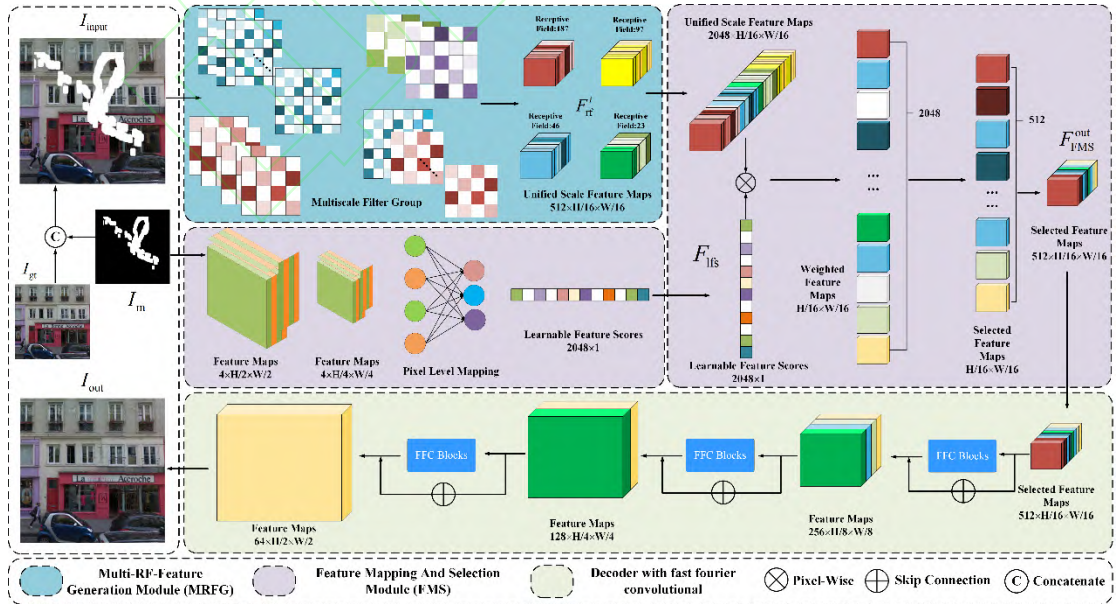 I_input
I_gt
I_m
I_out
C
La
Accroche
Multiscale Filter Group
Receptive
Field:187
Receptive
Field:97
F_rf^i
Receptive
Field:46
Receptive
Field:23
Unified Scale Feature Maps
512×H/16×W/16
Feature Maps
4×H/2×W/2
Feature Maps
4×H/4×W/4
Pixel Level Mapping
Learnable Feature Scores
2048×1
Unified Scale Feature Maps
2048×H/16×W/16
F_lfs
Learnable Feature Scores
2048×1
Weighted
Feature
Maps
H/16×W/16
...
2048
...
...
512
Selected
Feature
Maps
H/16×W/16
F_FMS^out
Selected Feature
Maps
512×H/16×W/16
Feature Maps
64×H/2×W/2
FFC Blocks
Feature Maps
128×H/4×W/4
FFC Blocks
Feature Maps
256×H/8×W/8
FFC Blocks
Selected Feature
Maps
512×H/16×W/16
Multi-RF-Feature
Generation Module (MRFG)
Feature Mapping And Selection
Module (FMS)
Decoder with fast fourier
convolutional
Pixel-Wise
Skip Connection
C
Concatenate